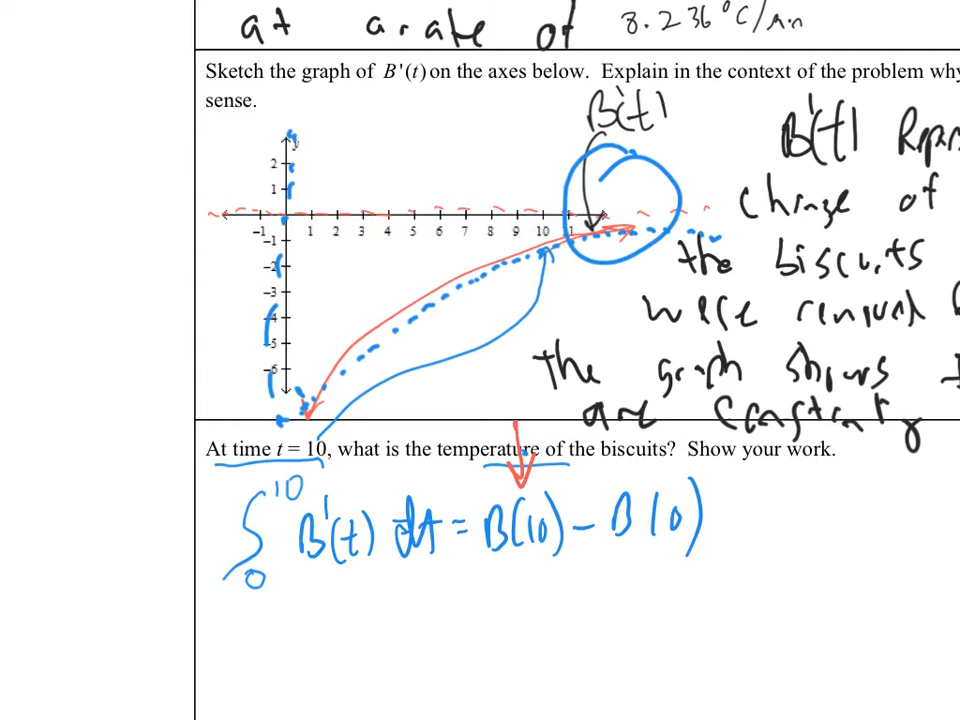 at a rate of 8.236°C/min
Sketch the graph of B'(t) on the axes below. Explain in the context of the problem why
sense.
B'(t)
B'(t) Repres
y
2
1
-1 1 2 3 4 5 6 7 8 9 10 11
-1
-2
-3
-4
-5
-6
change of
the biscuits
were
the graph shows
are constantly
At time t = 10, what is the temperature of the biscuits? Show your work.
∫₀¹⁰ B'(t) dt = B(10) - B(0)